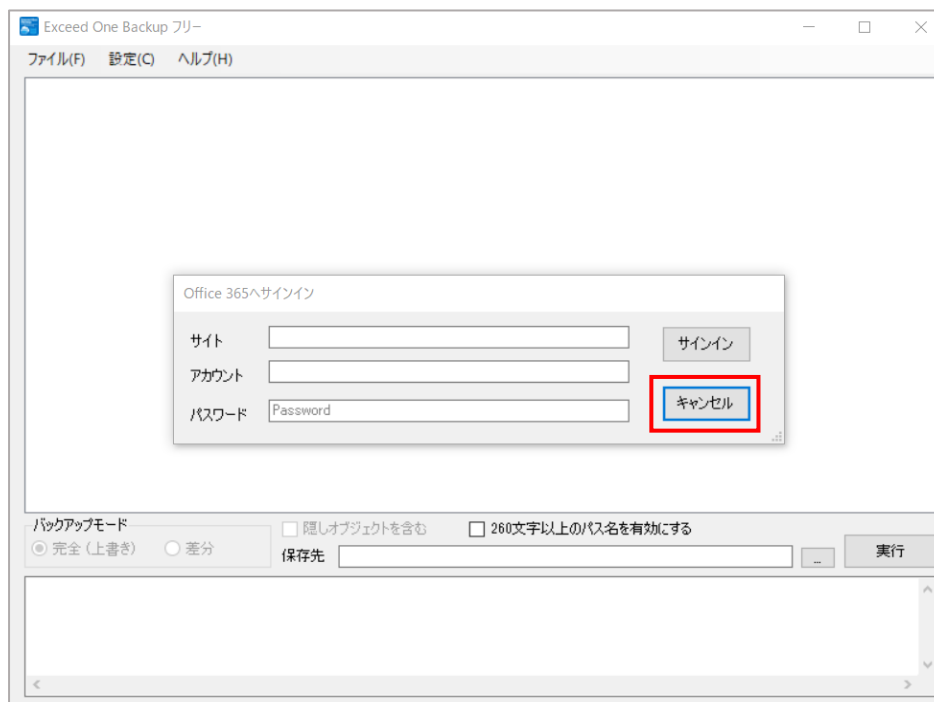 Exceed One Backup フリー
ファイル(F) 設定(C) ヘルプ(H)
Office 365へサインイン
サイト
サインイン
アカウント
パスワード Password
キャンセル
バックアップモード
完全 (上書き) 差分
隠しオブジェクトを含む 260文字以上のパス名を有効にする
保存先 ... 実行